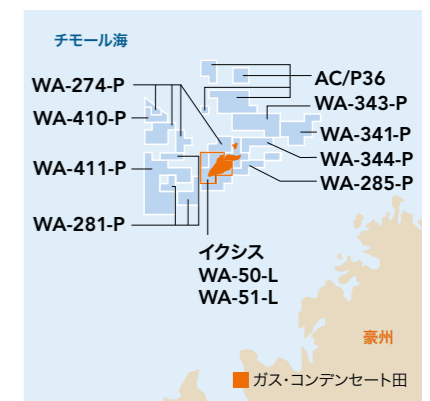 チモール海
WA-274-P
WA-410-P
WA-411-P
WA-281-P
AC/P36
WA-343-P
WA-341-P
WA-344-P
WA-285-P
イクシス
WA-50-L
WA-51-L
豪州
ガス・コンデンセート田